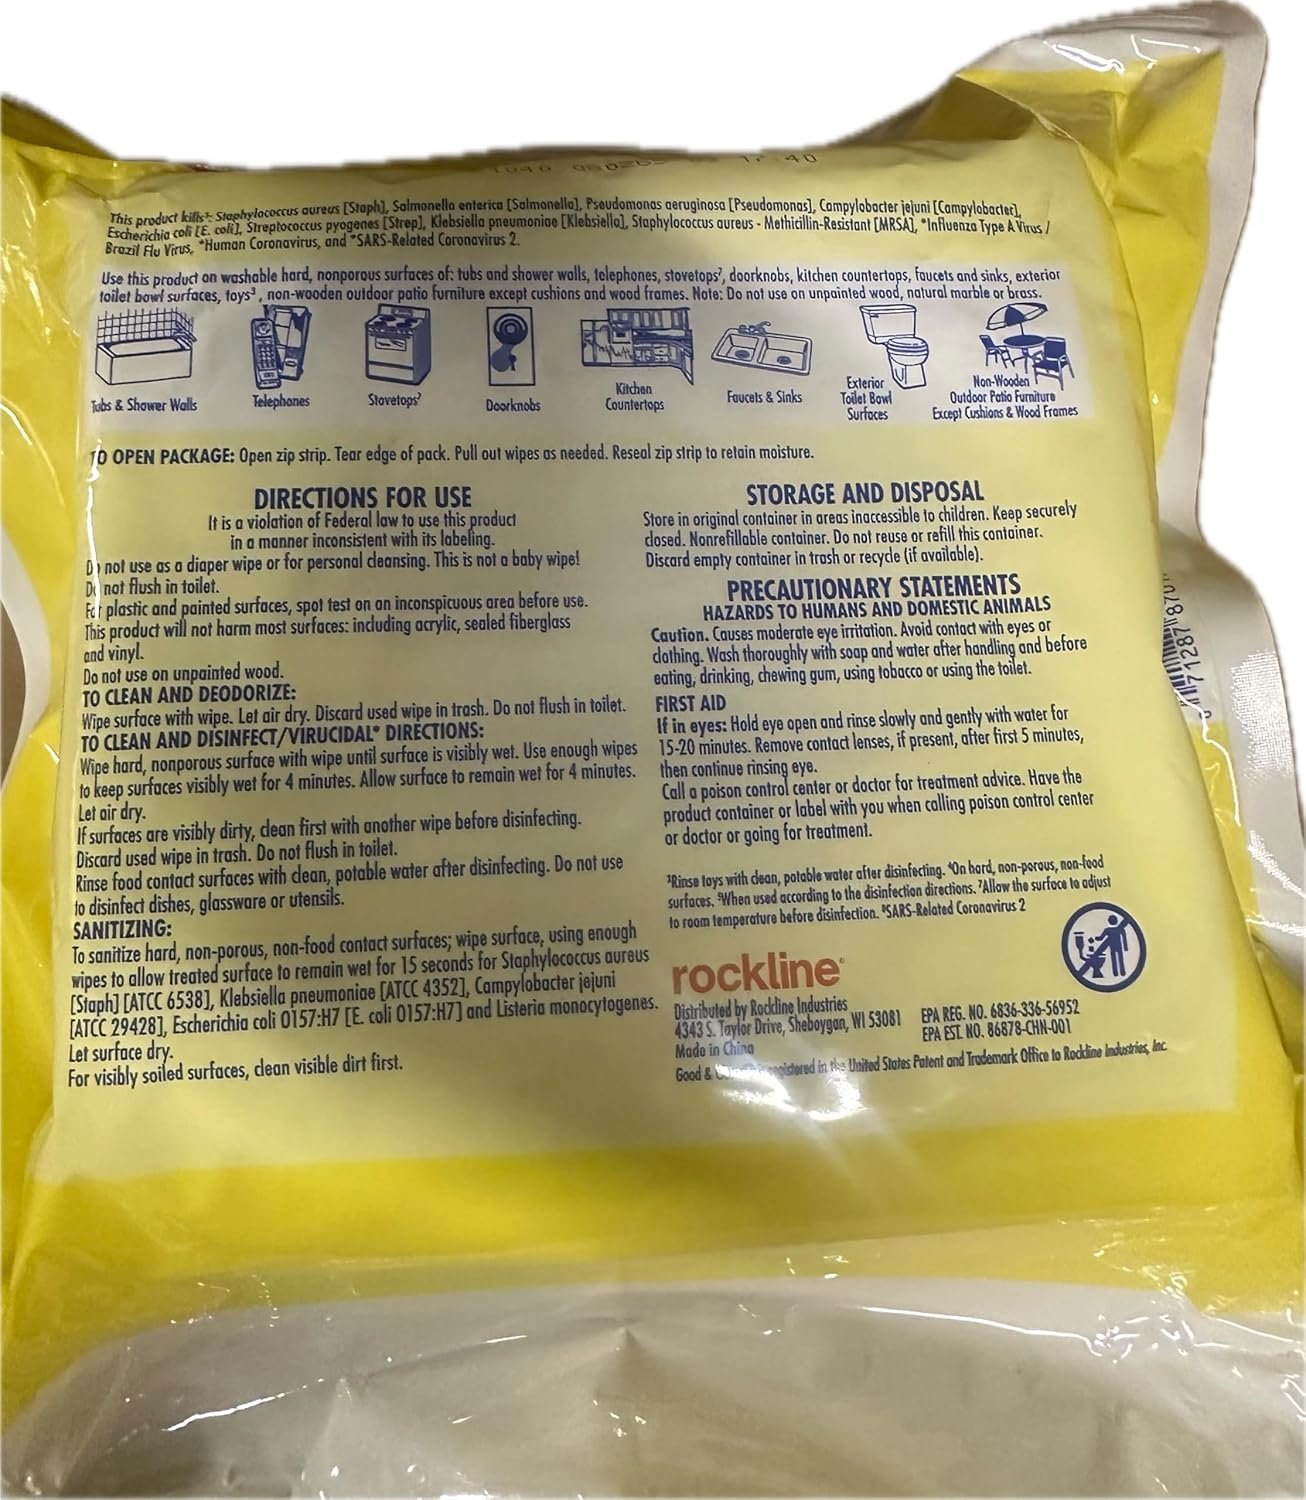 17:40
This product kills⁵: Staphylococcus aureus [Staph], Salmonella enterica [Salmonella], Pseudomonas aeruginosa [Pseudomonas], Campylobacter jejuni [Campylobacter],
Escherichia coli [E. coli], Streptococcus pyogenes [Strep], Klebsiella pneumoniae [Klebsiella], Staphylococcus aureus - Methicillin-Resistant [MRSA], *Influenza Type A Virus /
Brazil Flu Virus, *Human Coronavirus, and *SARS-Related Coronavirus 2.
Use this product on washable hard, nonporous surfaces of: tubs and shower walls, telephones, stovetops⁷, doorknobs, kitchen countertops, faucets and sinks, exterior
toilet bowl surfaces, toys³, non-wooden outdoor patio furniture except cushions and wood frames. Note: Do not use on unpainted wood, natural marble or brass.
Tubs & Shower Walls
Telephones
Stovetops⁷
Doorknobs
Kitchen
Countertops
Faucets & Sinks
Exterior
Toilet Bowl
Surfaces
Non-Wooden
Outdoor Patio Furniture
Except Cushions & Wood Frames
TO OPEN PACKAGE: Open zip strip. Tear edge of pack. Pull out wipes as needed. Reseal zip strip to retain moisture.
DIRECTIONS FOR USE
It is a violation of Federal law to use this product
in a manner inconsistent with its labeling.
Do not use as a diaper wipe or for personal cleansing. This is not a baby wipe!
Do not flush in toilet.
For plastic and painted surfaces, spot test on an inconspicuous area before use.
This product will not harm most surfaces: including acrylic, sealed fiberglass
and vinyl.
Do not use on unpainted wood.
TO CLEAN AND DEODORIZE:
Wipe surface with wipe. Let air dry. Discard used wipe in trash. Do not flush in toilet.
TO CLEAN AND DISINFECT/VIRUCIDAL* DIRECTIONS:
Wipe hard, nonporous surface with wipe until surface is visibly wet. Use enough wipes
to keep surfaces visibly wet for 4 minutes. Allow surface to remain wet for 4 minutes.
Let air dry.
If surfaces are visibly dirty, clean first with another wipe before disinfecting.
Discard used wipe in trash. Do not flush in toilet.
Rinse food contact surfaces with clean, potable water after disinfecting. Do not use
to disinfect dishes, glassware or utensils.
SANITIZING:
To sanitize hard, non-porous, non-food contact surfaces; wipe surface, using enough
wipes to allow treated surface to remain wet for 15 seconds for Staphylococcus aureus
[Staph] [ATCC 6538], Klebsiella pneumoniae [ATCC 4352], Campylobacter jejuni
[ATCC 29428], Escherichia coli O157:H7 [E. coli O157:H7] and Listeria monocytogenes.
Let surface dry.
For visibly soiled surfaces, clean visible dirt first.
STORAGE AND DISPOSAL
Store in original container in areas inaccessible to children. Keep securely
closed. Nonrefillable container. Do not reuse or refill this container.
Discard empty container in trash or recycle (if available).
PRECAUTIONARY STATEMENTS
HAZARDS TO HUMANS AND DOMESTIC ANIMALS
Caution. Causes moderate eye irritation. Avoid contact with eyes or
clothing. Wash thoroughly with soap and water after handling and before
eating, drinking, chewing gum, using tobacco or using the toilet.
FIRST AID
If in eyes: Hold eye open and rinse slowly and gently with water for
15-20 minutes. Remove contact lenses, if present, after first 5 minutes,
then continue rinsing eye.
Call a poison control center or doctor for treatment advice. Have the
product container or label with you when calling poison control center
or doctor or going for treatment.
³Rinse toys with clean, potable water after disinfecting. ⁴On hard, non-porous, non-food
surfaces. ⁵When used according to the disinfection directions. ⁷Allow the surface to adjust
to room temperature before disinfection. ⁸SARS-Related Coronavirus 2
rockline®
Distributed by Rockline Industries
4343 S. Taylor Drive, Sheboygan, WI 53081
Made in China
EPA REG. NO. 6836-336-56952
EPA EST. NO. 86878-CHN-001
Good & registered in the United States Patent and Trademark Office to Rockline Industries, Inc.